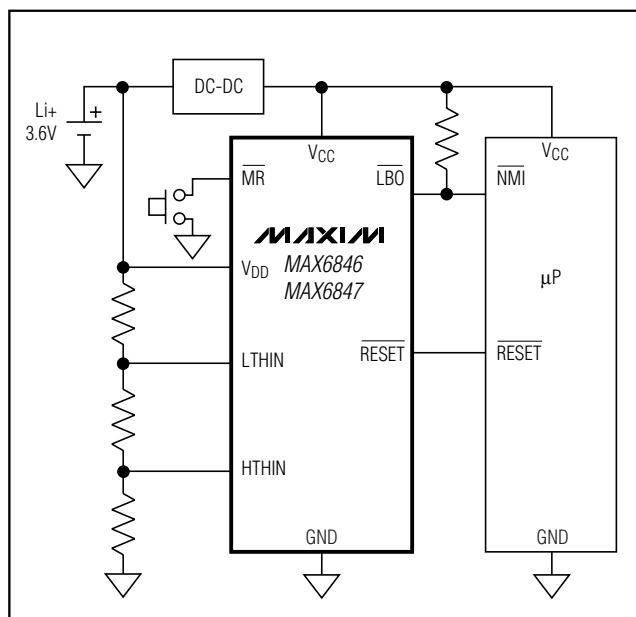 DC-DC
Li+
3.6V
VCC
VCC
MR
LBO
NMI
MAXIM
MAX6846
MAX6847
µP
VDD
LTHIN
RESET
RESET
HTHIN
GND
GND